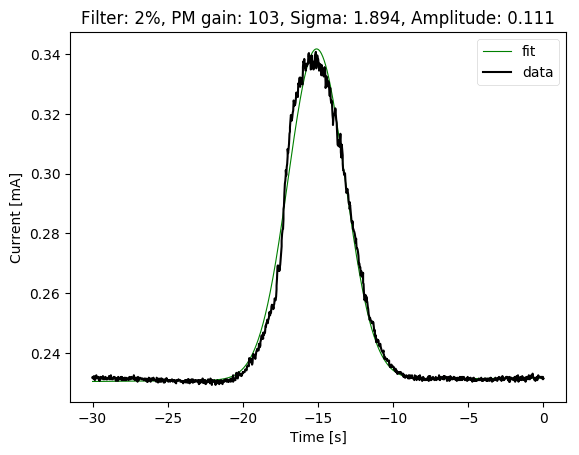 Filter: 2%, PM gain: 103, Sigma: 1.894, Amplitude: 0.111
fit
data
0.34
0.32
0.30
0.28
0.26
0.24
Current [mA]
−30
−25
−20
−15
−10
−5
0
Time [s]